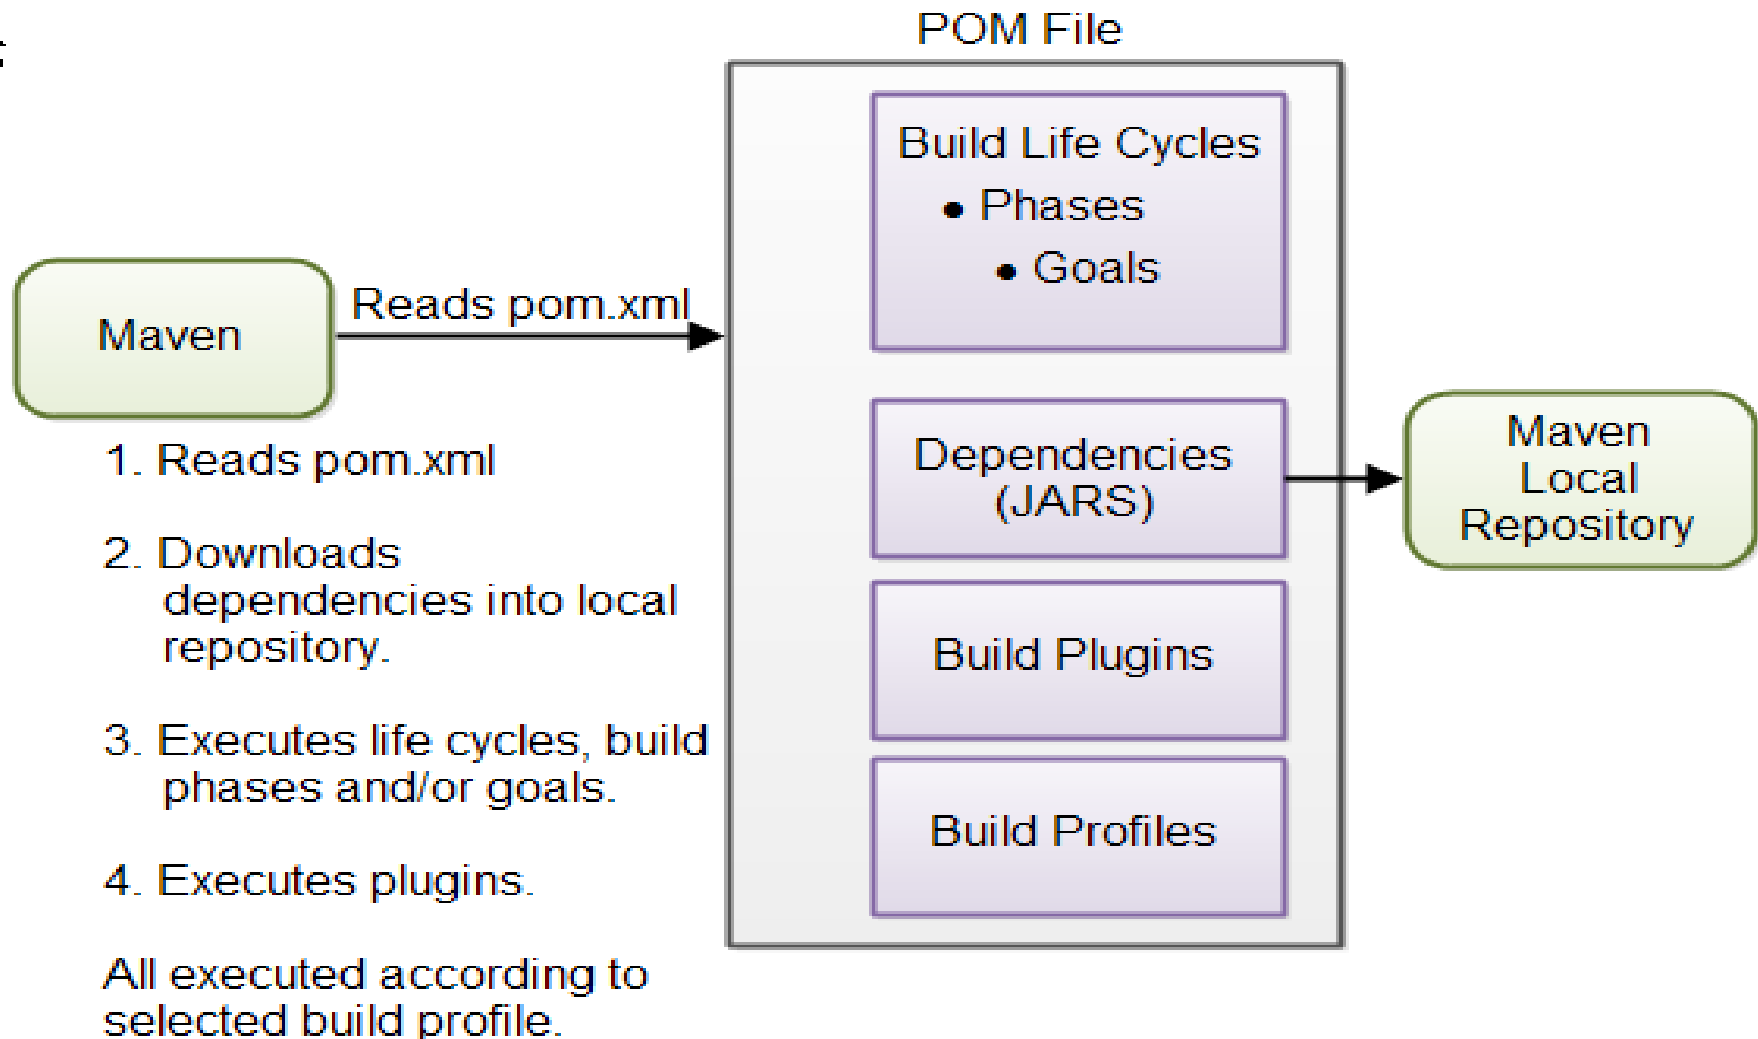 POM File
Build Life Cycles
• Phases
• Goals
Maven
Reads pom.xml
Dependencies
(JARS)
Maven
Local
Repository
Build Plugins
Build Profiles
1. Reads pom.xml
2. Downloads
dependencies into local
repository.
3. Executes life cycles, build
phases and/or goals.
4. Executes plugins.
All executed according to
selected build profile.